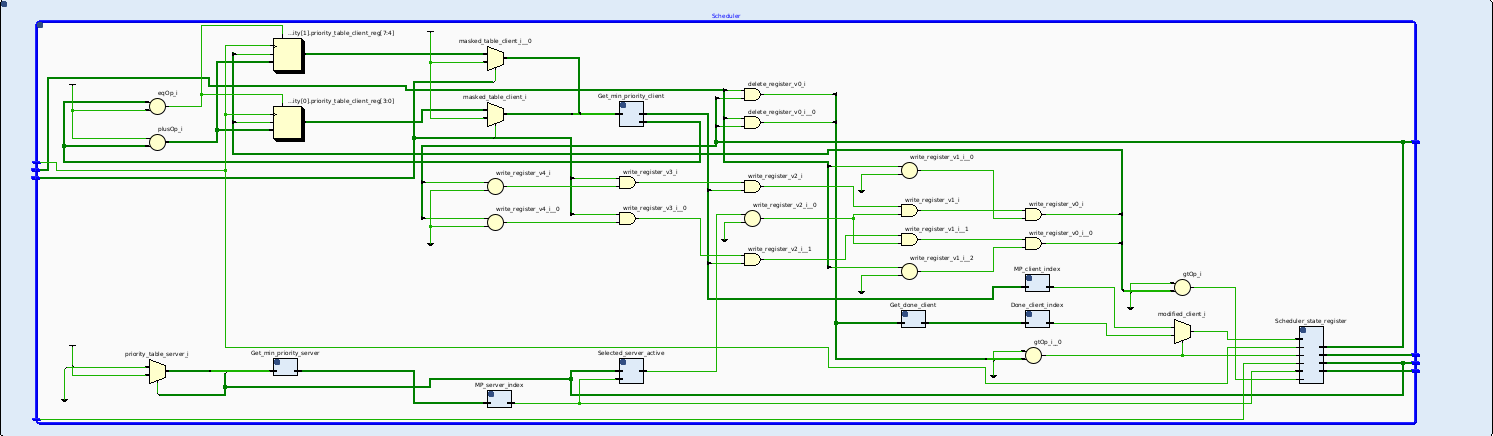 Scheduler
...ity[1].priority_table_client_reg[7:4]
masked_table_client_i__0
delete_register_v0_i
eqOp_i
masked_table_client_i
Get_min_priority_client
...ity[0].priority_table_client_reg[3:0]
delete_register_v0_i__0
plusOp_i
write_register_v1_i__0
write_register_v4_i
write_register_v3_i
write_register_v2_i
write_register_v1_i
write_register_v0_i
write_register_v4_i__0
write_register_v3_i__0
write_register_v2_i__0
write_register_v1_i__1
write_register_v0_i__0
write_register_v2_i__1
write_register_v1_i__2
MP_client_index
gtOp_i
Get_done_client
Done_client_index
modified_client_i
Scheduler_state_register
gtOp_i__0
priority_table_server_i
Get_min_priority_server
Selected_server_active
MP_server_index